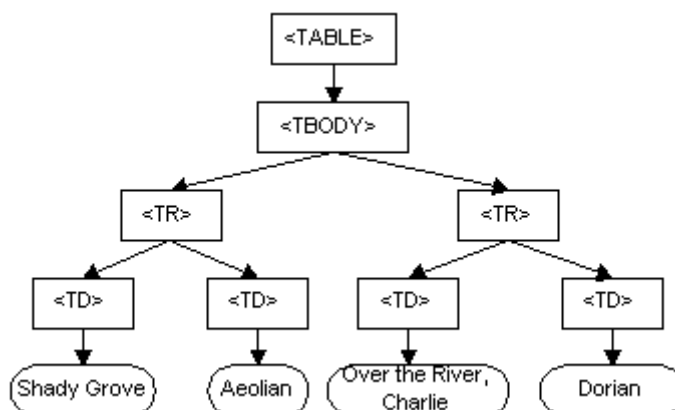 <TABLE>
<TBODY>
<TR>
<TR>
<TD>
<TD>
<TD>
<TD>
Shady Grove
Aeolian
Over the River,
Charlie
Dorian